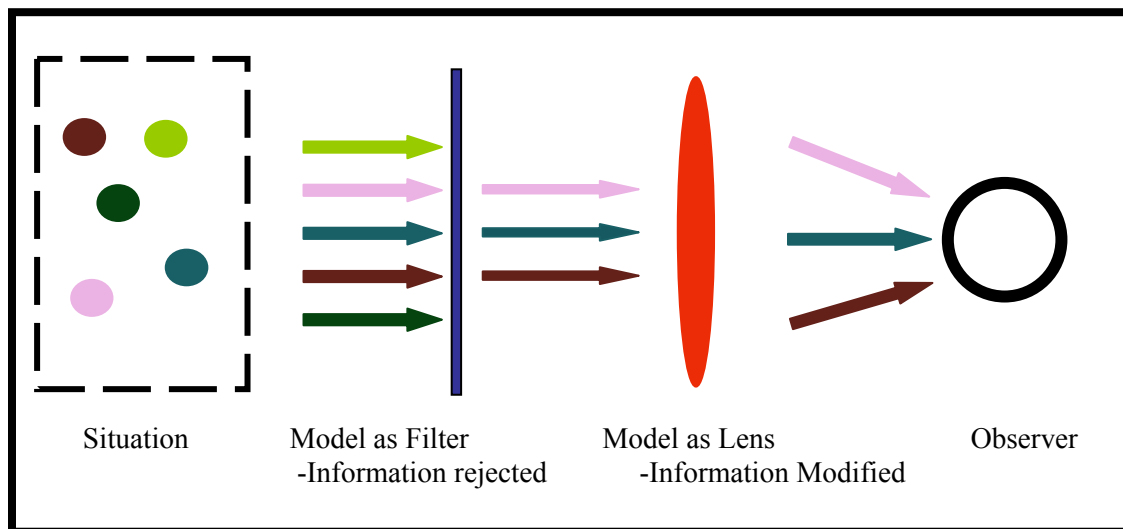 Situation
Model as Filter
-Information rejected
Model as Lens
-Information Modified
Observer